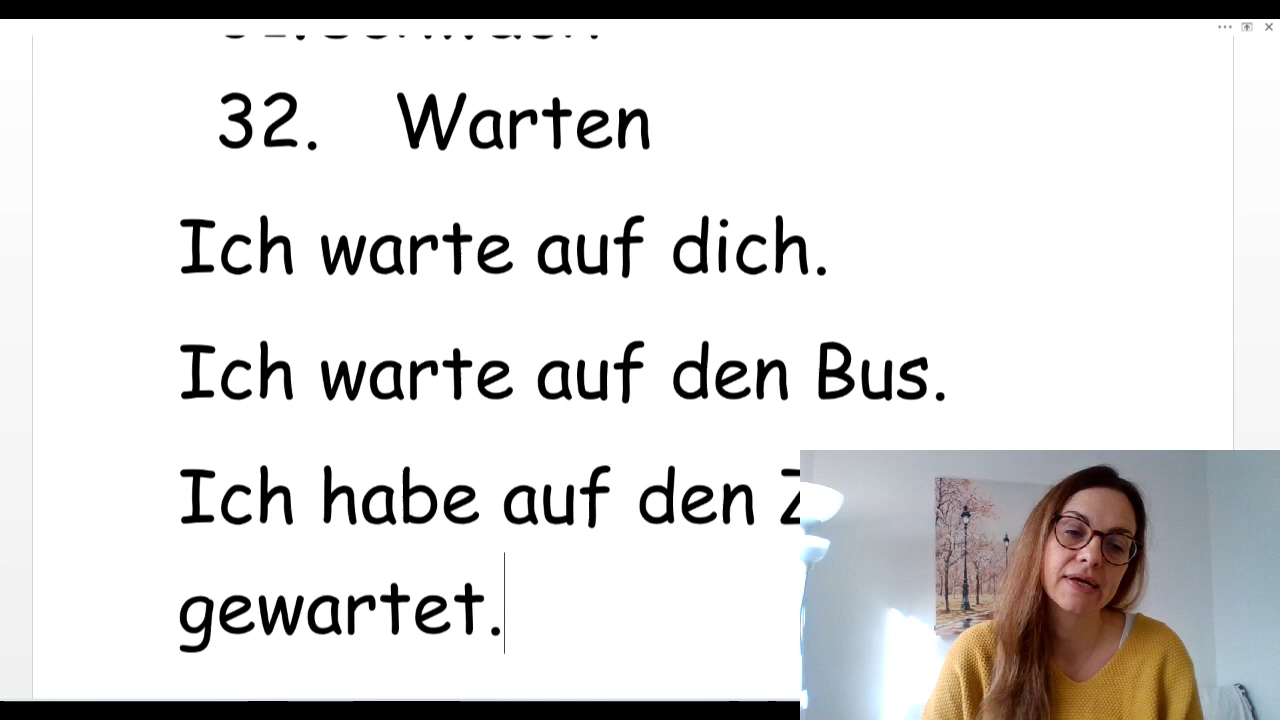 32. Warten
Ich warte auf dich.
Ich warte auf den Bus.
Ich habe auf den
gewartet.